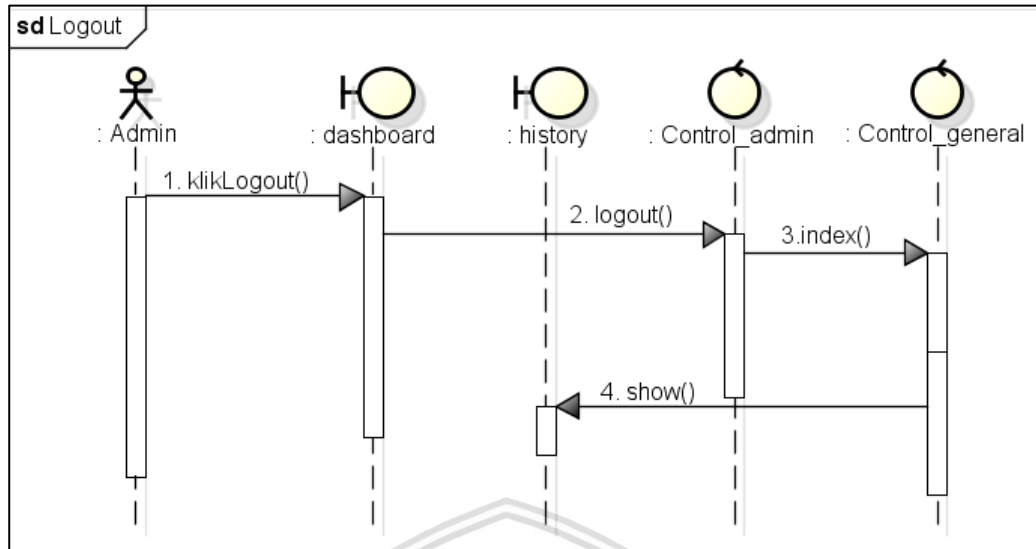 sd Logout
: Admin
: dashboard
: history
: Control_admin
: Control_general
1. klikLogout()
2. logout()
3.index()
4. show()